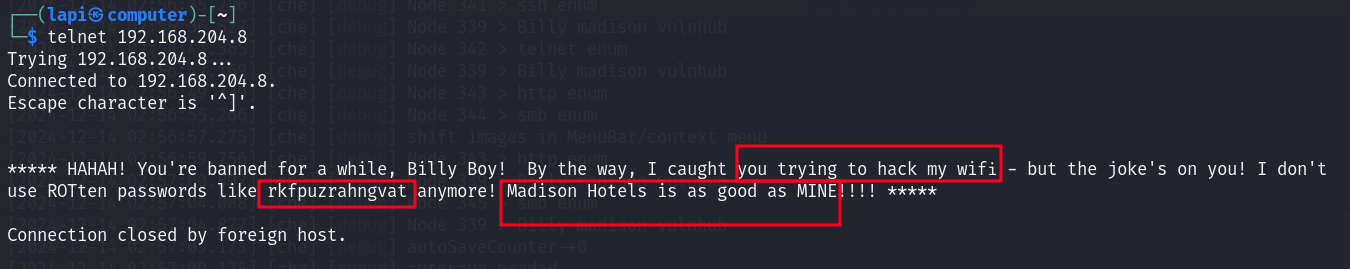 ┌──(lapi㉿computer)-[~]
└─$ telnet 192.168.204.8
Trying 192.168.204.8...
Connected to 192.168.204.8.
Escape character is '^]'.
***** HAHAH! You're banned for a while, Billy Boy!  By the way, I caught you trying to hack my wifi - but the joke's on you! I don't
use ROTten passwords like rkfpuzrahngvat anymore! Madison Hotels is as good as MINE!!!! *****
Connection closed by foreign host.